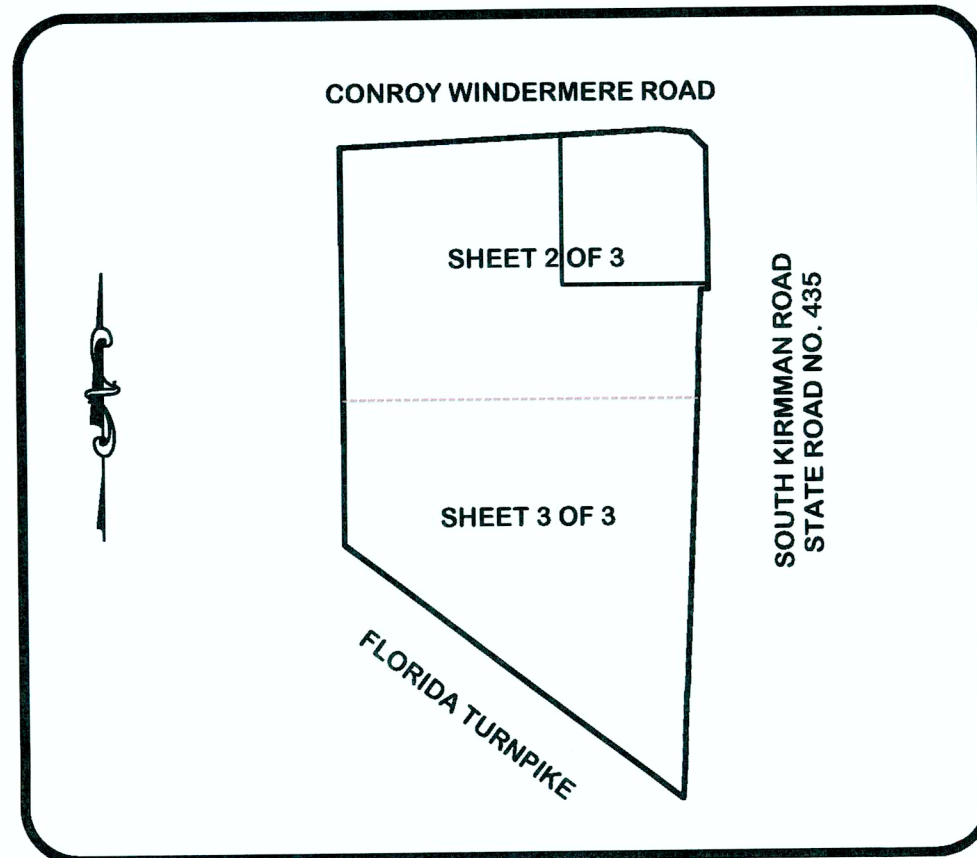 CONROY WINDERMERE ROAD
SHEET 2 OF 3
SOUTH KIRMMAN ROAD
STATE ROAD NO. 435
SHEET 3 OF 3
FLORIDA TURNPIKE